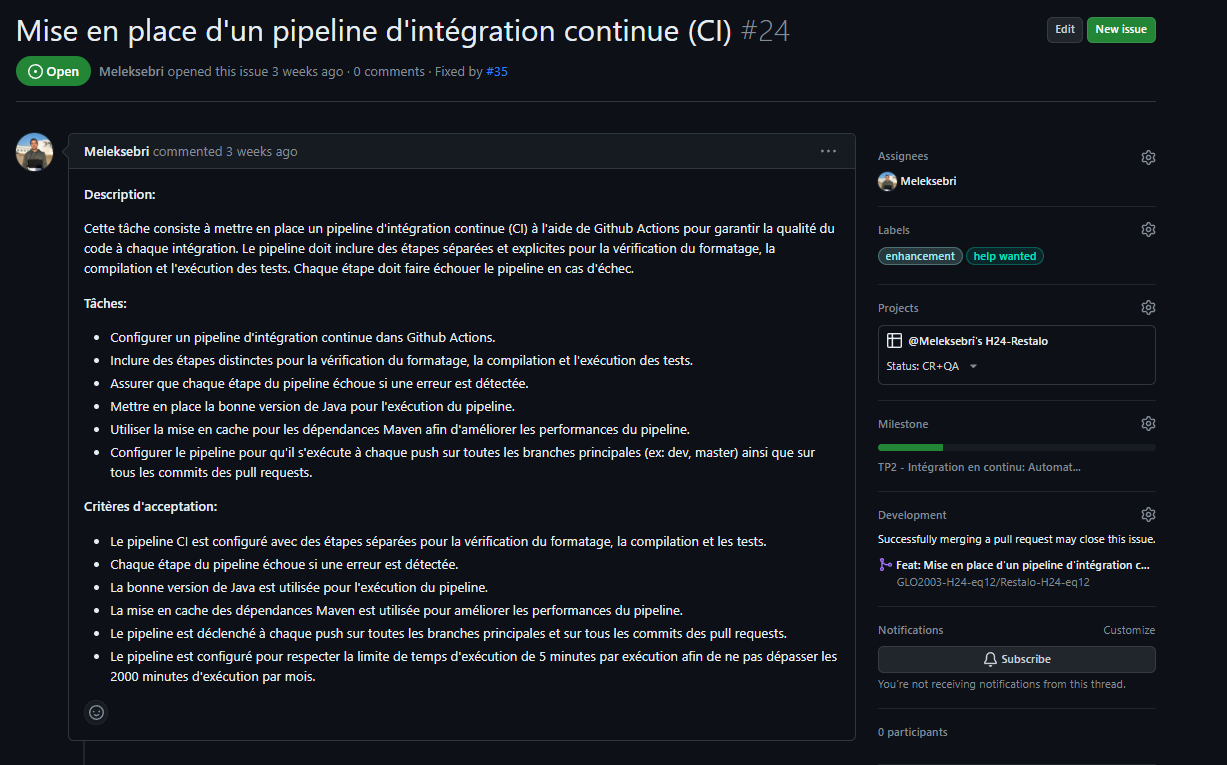 Mise en place d'un pipeline d'intégration continue (CI) #24
Edit
New issue
Open
Meleksebri opened this issue 3 weeks ago · 0 comments · Fixed by #35
Meleksebri commented 3 weeks ago
Description:
Cette tâche consiste à mettre en place un pipeline d'intégration continue (CI) à l'aide de Github Actions pour garantir la qualité du
code à chaque intégration. Le pipeline doit inclure des étapes séparées et explicites pour la vérification du formatage, la
compilation et l'exécution des tests. Chaque étape doit faire échouer le pipeline en cas d'échec.
Tâches:
• Configurer un pipeline d'intégration continue dans Github Actions.
• Inclure des étapes distinctes pour la vérification du formatage, la compilation et l'exécution des tests.
• Assurer que chaque étape du pipeline échoue si une erreur est détectée.
• Mettre en place la bonne version de Java pour l'exécution du pipeline.
• Utiliser la mise en cache pour les dépendances Maven afin d'améliorer les performances du pipeline.
• Configurer le pipeline pour qu'il s'exécute à chaque push sur toutes les branches principales (ex: dev, master) ainsi que sur
tous les commits des pull requests.
Critères d'acceptation:
• Le pipeline CI est configuré avec des étapes séparées pour la vérification du formatage, la compilation et les tests.
• Chaque étape du pipeline échoue si une erreur est détectée.
• La bonne version de Java est utilisée pour l'exécution du pipeline.
• La mise en cache des dépendances Maven est utilisée pour améliorer les performances du pipeline.
• Le pipeline est déclenché à chaque push sur toutes les branches principales et sur tous les commits des pull requests.
• Le pipeline est configuré pour respecter la limite de temps d'exécution de 5 minutes par exécution afin de ne pas dépasser les
2000 minutes d'exécution par mois.
Assignees
Meleksebri
Labels
enhancement
help wanted
Projects
@Meleksebri's H24-Restalo
Status: CR+QA
Milestone
TP2 - Intégration en continu: Automat...
Development
Successfully merging a pull request may close this issue.
Feat: Mise en place d'un pipeline d'intégration c...
GLO2003-H24-eq12/Restalo-H24-eq12
Notifications
Customize
Subscribe
You're not receiving notifications from this thread.
0 participants